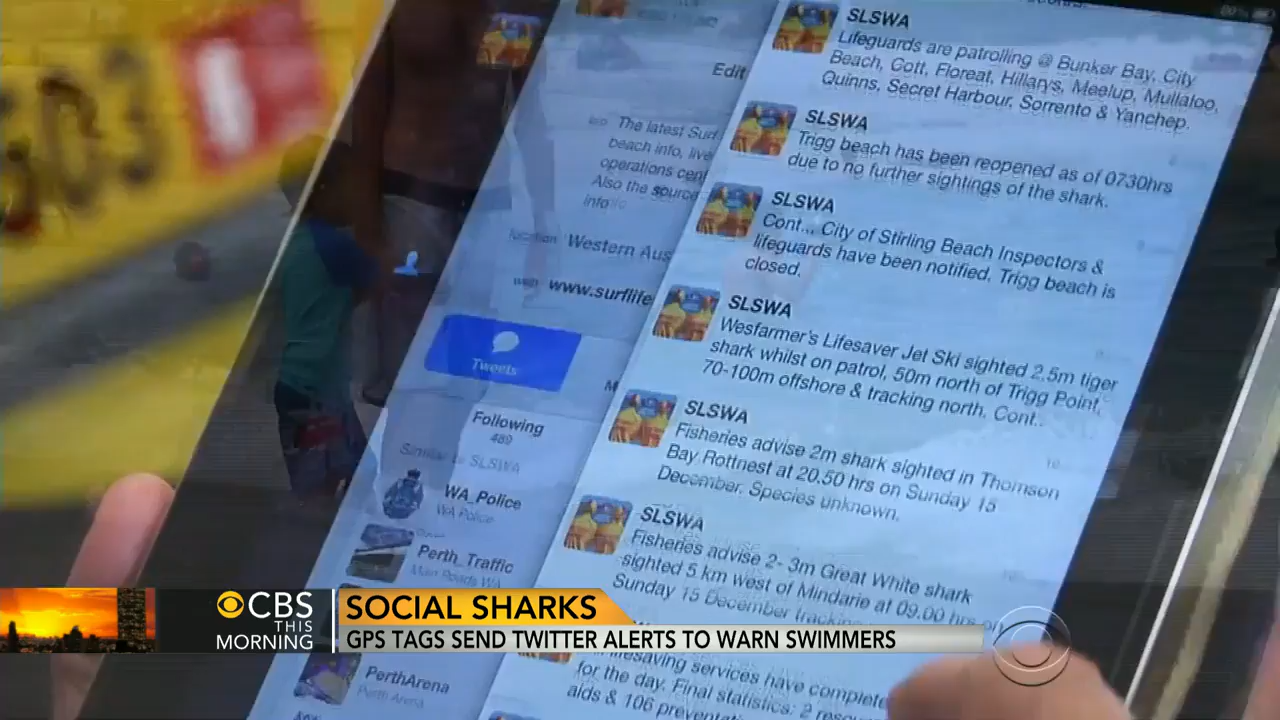 SLSWA
Lifeguards are patrolling @ Bunker Bay, City
Beach, Cott, Floreat, Hillarys, Meelup, Mullaloo,
Quinns, Secret Harbour, Sorrento & Yanchep.
SLSWA
Trigg beach has been reopened as of 0730hrs
due to no further sightings of the shark.
SLSWA
Cont... City of Stirling Beach Inspectors &
lifeguards have been notified. Trigg beach is
closed.
SLSWA
Wesfarmer's Lifesaver Jet Ski sighted 2.5m tiger
shark whilst on patrol, 50m north of Trigg Point,
70-100m offshore & tracking north. Cont..
SLSWA
Fisheries advise 2m shark sighted in Thomson
Bay Rottnest at 20.50 hrs on Sunday 15
December. Species unknown.
SLSWA
Fisheries advise 2- 3m Great White shark
sighted 5 km west of Mindarie at 09.00 hrs on
Sunday 15 December tracking
lifesaving services have complete
for the day. Final statistics: 2
aids & 106
Edit
The latest Surf
beach info, live
operations cent
Also the source
info
location Western Aus
web www.surflife
Tweets
M
Following
489
Similar to SLSWA
WA_Police
WA Police
Perth_Traffic
Main Roads WA
PerthArena
Perth Arena
CBS
THIS
MORNING
SOCIAL SHARKS
GPS TAGS SEND TWITTER ALERTS TO WARN SWIMMERS